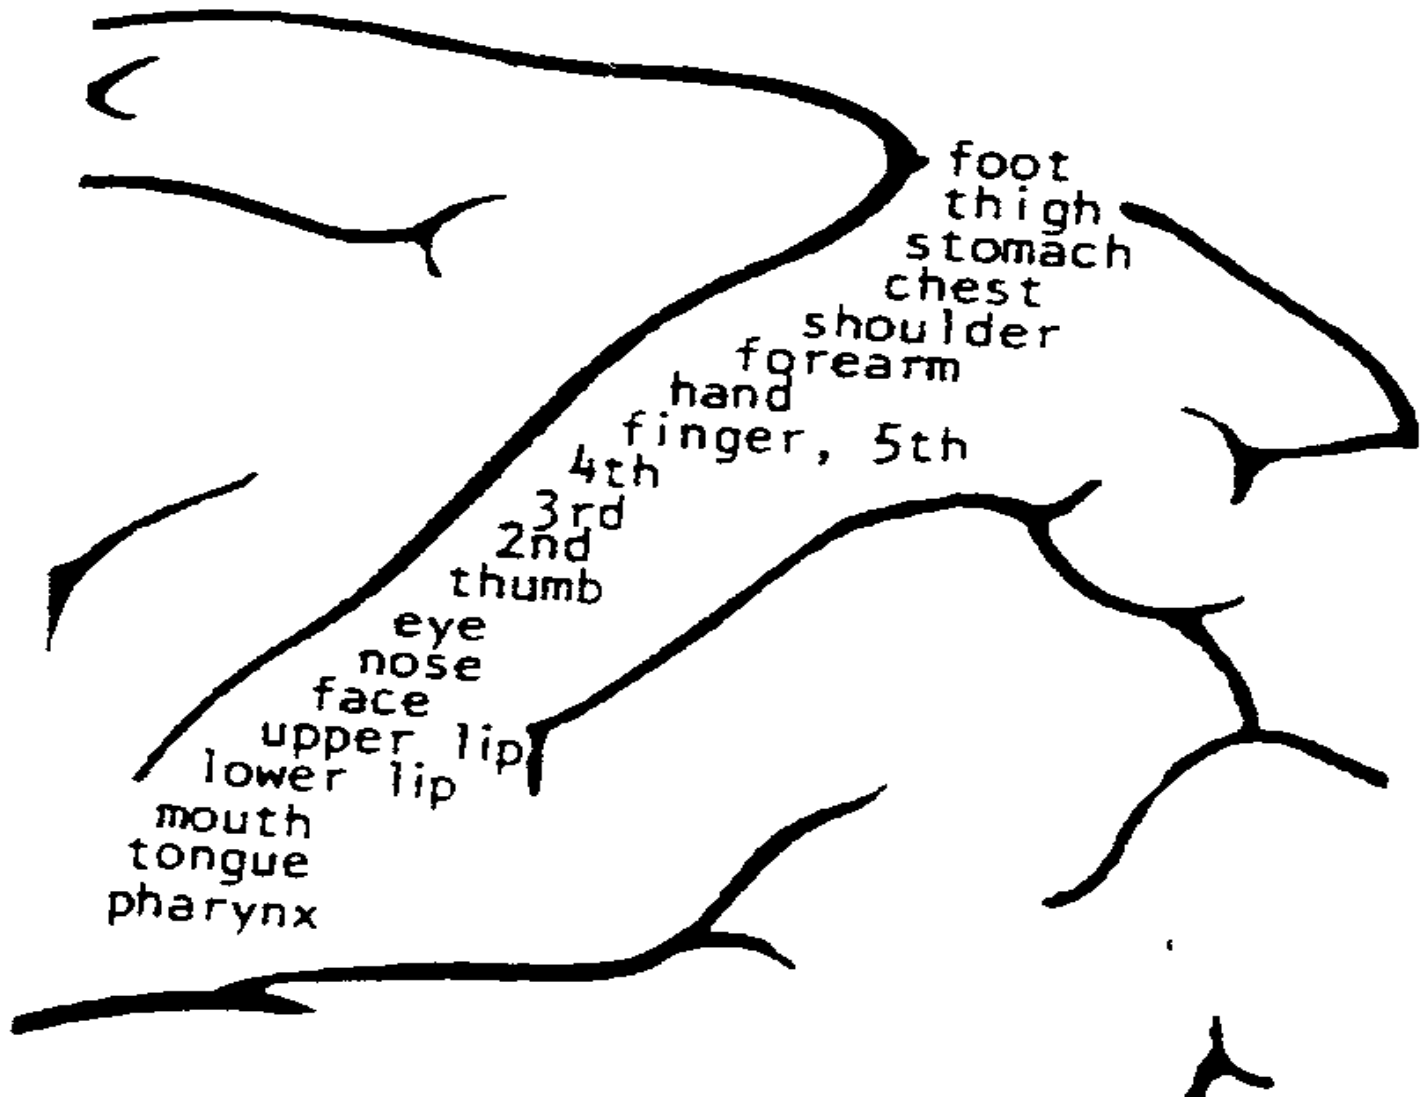 foot
thigh
stomach
chest
shoulder
forearm
hand
finger, 5th
4th
3rd
2nd
thumb
eye
nose
face
upper lip
lower lip
mouth
tongue
pharynx